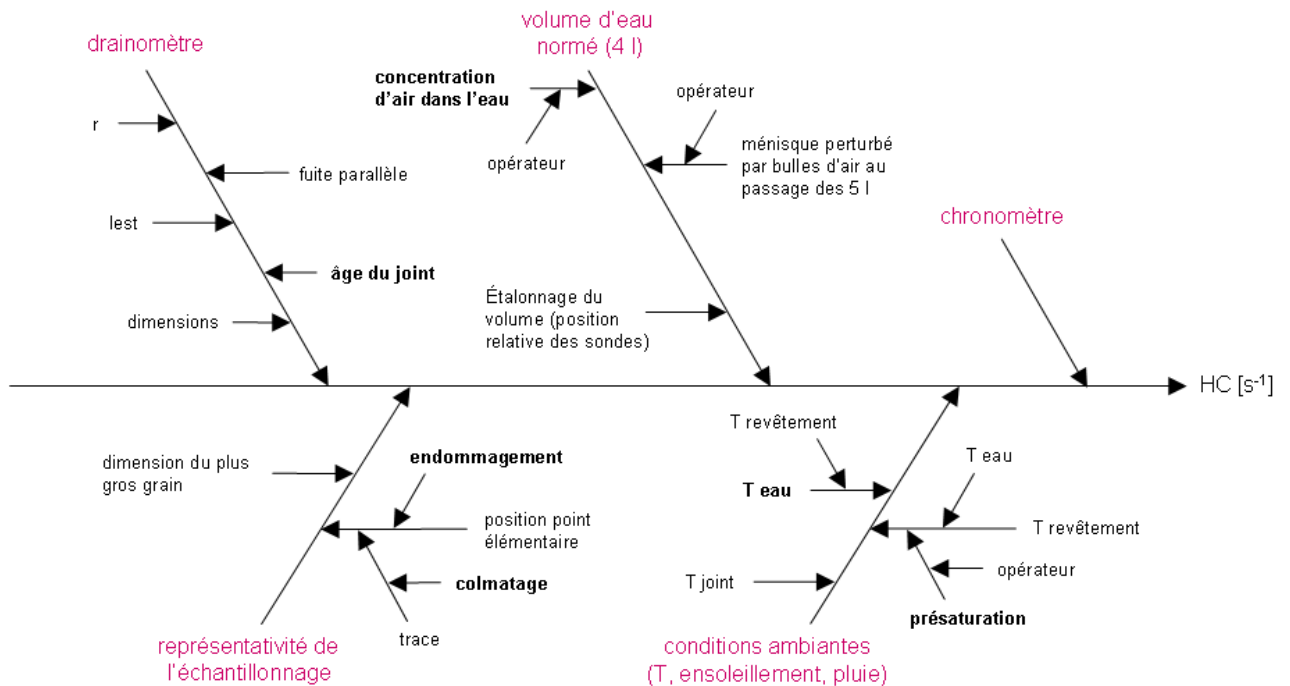 volume d'eau
normé (4 l)
drainomètre
concentration
d'air dans l'eau
opérateur
r
opérateur
ménisque perturbé
par bulles d'air au
passage des 5 l
fuite parallèle
lest
chronomètre
âge du joint
Étalonnage du
volume (position
relative des sondes)
dimensions
HC [s-1]
T revêtement
dimension du plus
gros grain
endommagement
T eau
T eau
position point
élémentaire
T revêtement
colmatage
T joint
opérateur
présaturation
trace
représentativité de
l'échantillonnage
conditions ambiantes
(T, ensoleillement, pluie)